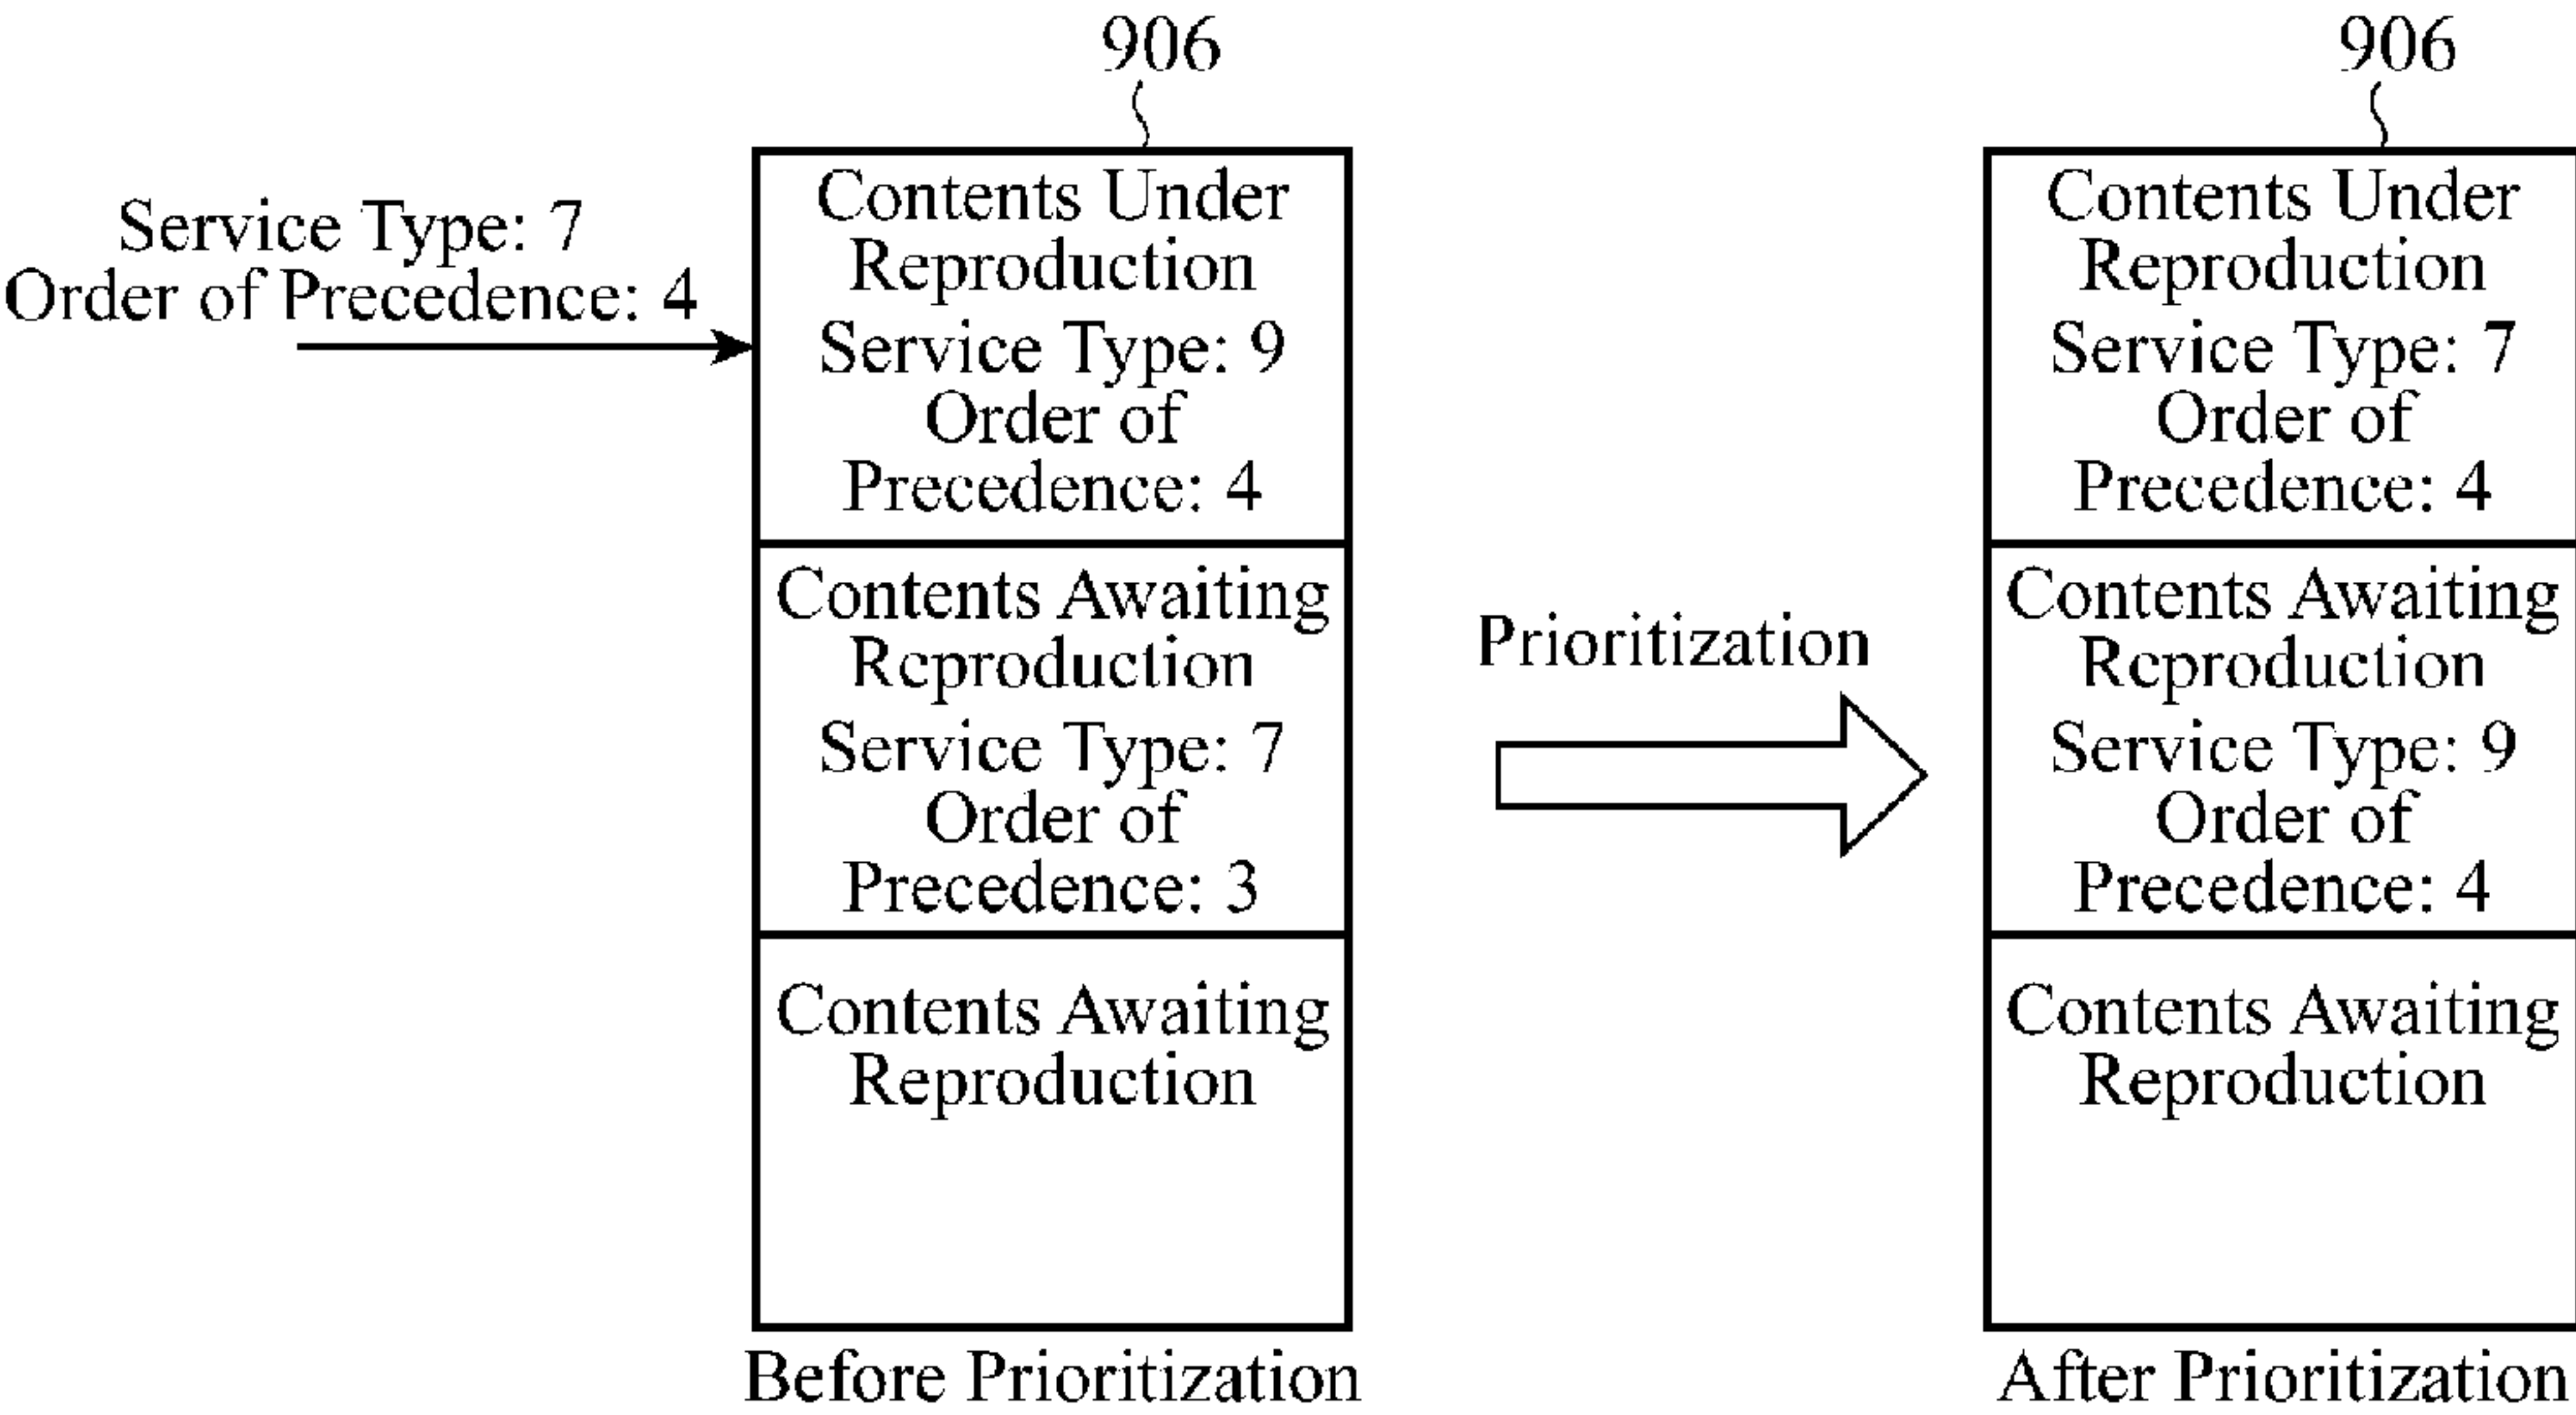 906
906
Service Type: 7
Order of Precedence: 4
Contents Under
Reproduction
Service Type: 9
Order of
Precedence: 4
Contents Awaiting
Reproduction
Service Type: 7
Order of
Precedence: 3
Contents Awaiting
Reproduction
Before Prioritization
Prioritization
Contents Under
Reproduction
Service Type: 7
Order of
Precedence: 4
Contents Awaiting
Reproduction
Service Type: 9
Order of
Precedence: 4
Contents Awaiting
Reproduction
After Prioritization